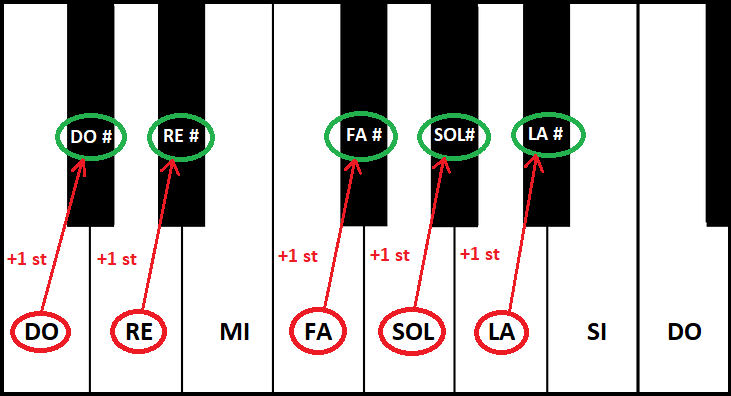 DO #
RE #
FA #
SOL#
LA #
+1 st
+1 st
+1 st
+1 st
+1 st
DO
RE
MI
FA
SOL
LA
SI
DO